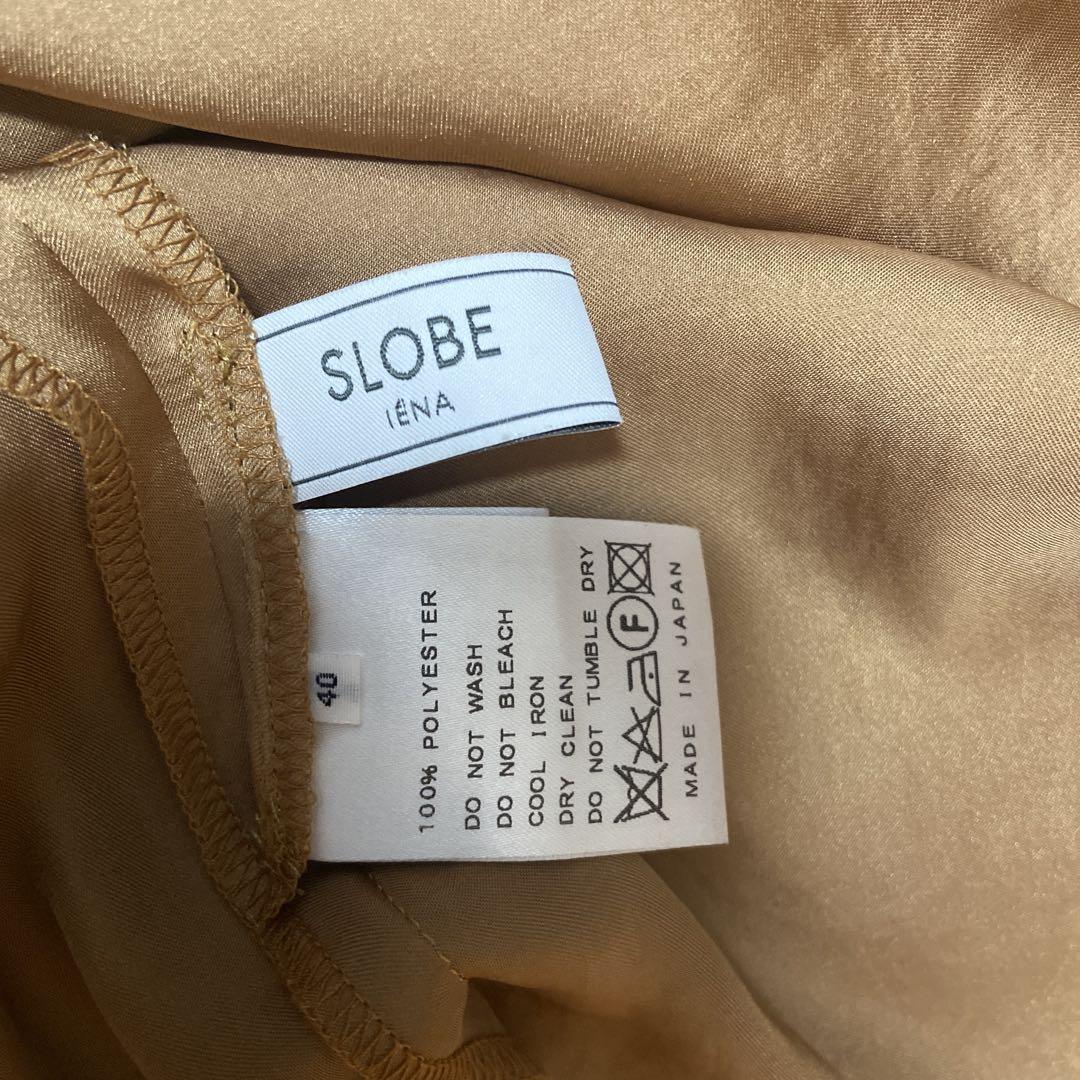 SLOBE
IÉNA
40
100% POLYESTER
DO NOT WASH
DO NOT BLEACH
COOL IRON
DRY CLEAN
DO NOT TUMBLE DRY
F
MADE IN JAPAN